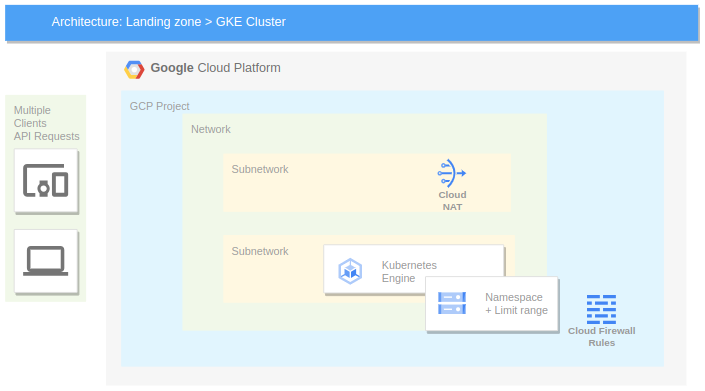 Architecture: Landing zone > GKE Cluster
Google Cloud Platform
Multiple
Clients
API Requests
GCP Project
Network
Subnetwork
Cloud
NAT
Subnetwork
Kubernetes
Engine
Namespace
+ Limit range
Cloud Firewall
Rules